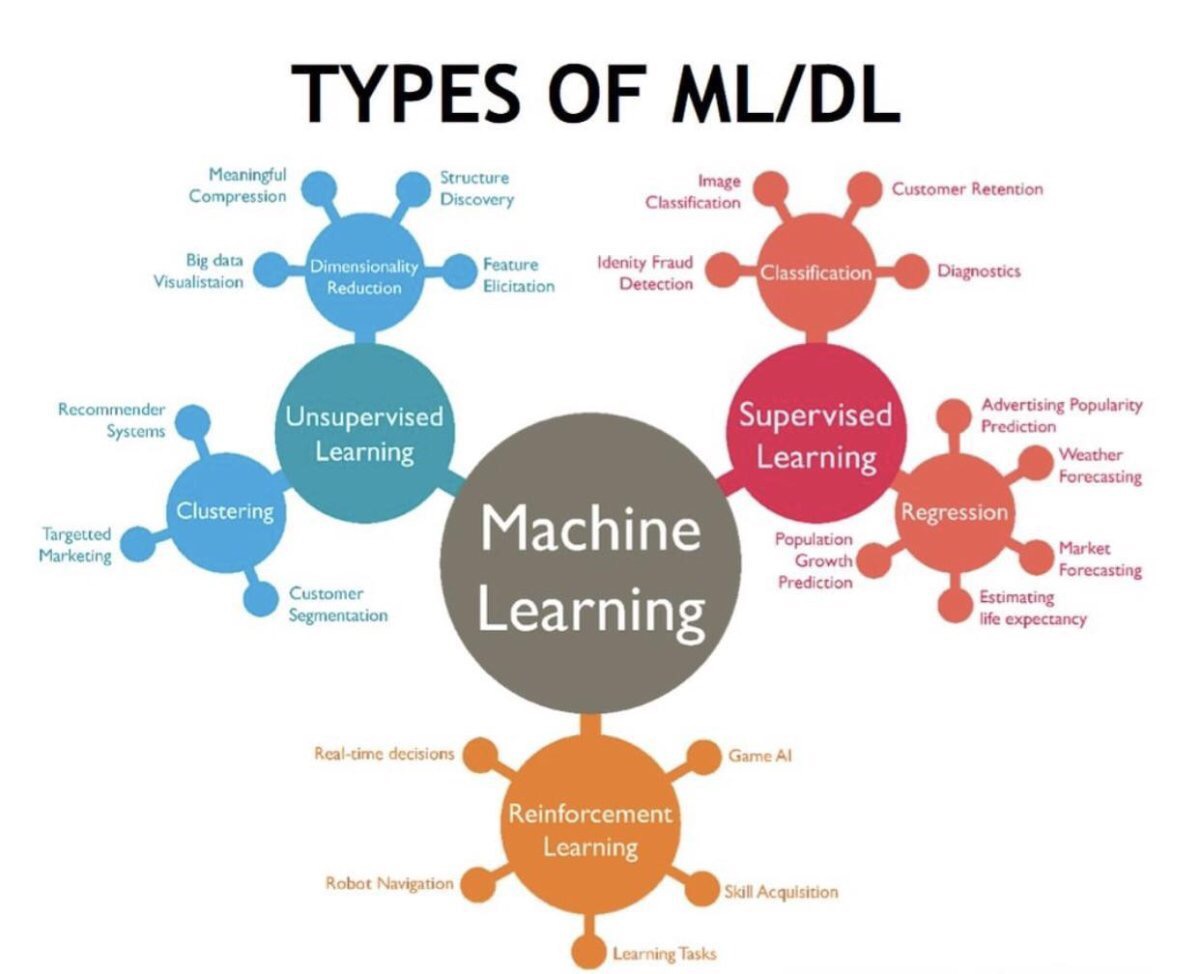 TYPES OF ML/DL
Meaningful
Compression
Structure
Discovery
Big data
Visualistaion
Dimensionality
Reduction
Feature
Elicitation
Image
Classification
Customer Retention
Idenity Fraud
Detection
Classification
Diagnostics
Recommender
Systems
Unsupervised
Learning
Clustering
Targetted
Marketing
Customer
Segmentation
Machine
Learning
Supervised
Learning
Advertising Popularity
Prediction
Weather
Forecasting
Regression
Population
Growth
Prediction
Market
Forecasting
Estimating
life expectancy
Real-time decisions
Game AI
Reinforcement
Learning
Robot Navigation
Skill Acquisition
Learning Tasks